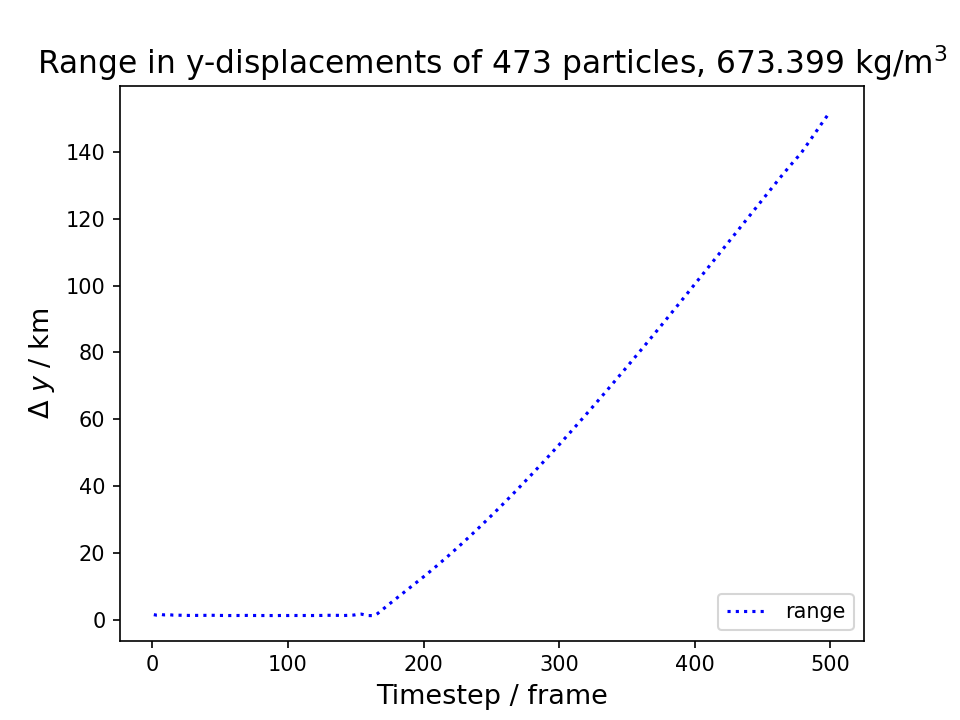 Range in y-displacements of 473 particles, 673.399 kg/m³
Δ y / km
140
120
100
80
60
40
20
0
0 100 200 300 400 500
Timestep / frame
range